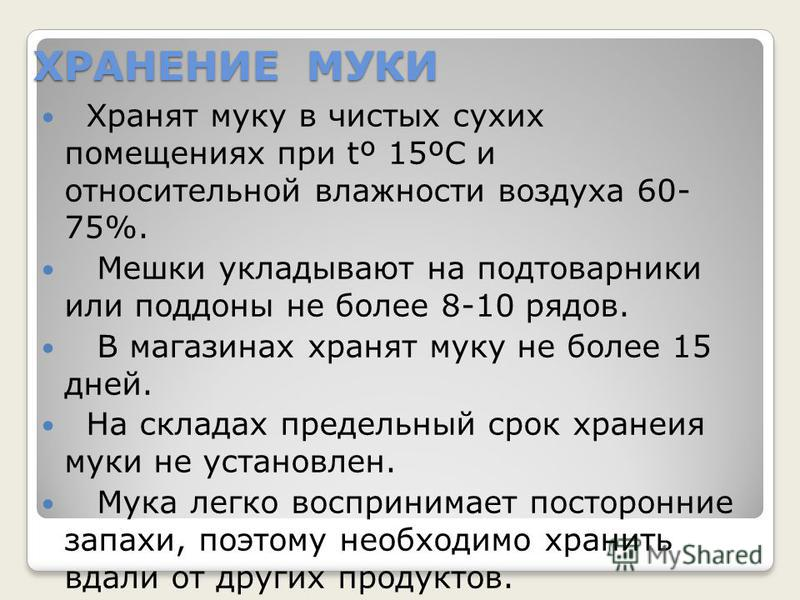 ХРАНЕНИЕ МУКИ
Хранят муку в чистых сухих
помещениях при tº 15ºС и
относительной влажности воздуха 60-
75%.
Мешки укладывают на подтоварники
или поддоны не более 8-10 рядов.
В магазинах хранят муку не более 15
дней.
На складах предельный срок хранеия
муки не установлен.
Мука легко воспринимает посторонние
запахи, поэтому необходимо хранить
вдали от других продуктов.
MyShared